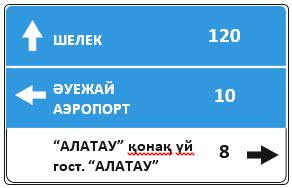 ШЕЛЕК 120
ӘУЕЖАЙ
АЭРОПОРТ 10
“АЛАТАУ” қонақ үй
гост. “АЛАТАУ” 8